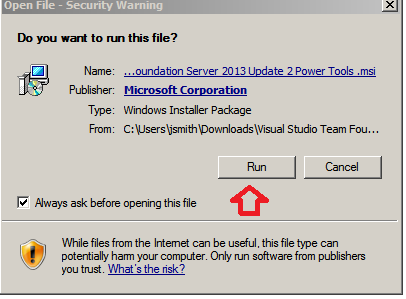 Open File - Security Warning
Do you want to run this file?
Name: ...oundation Server 2013 Update 2 Power Tools .msi
Publisher: Microsoft Corporation
Type: Windows Installer Package
From: C:\Users\jsmith\Downloads\Visual Studio Team Fou...
Run Cancel
Always ask before opening this file
While files from the Internet can be useful, this file type can
potentially harm your computer. Only run software from publishers
you trust. What's the risk?